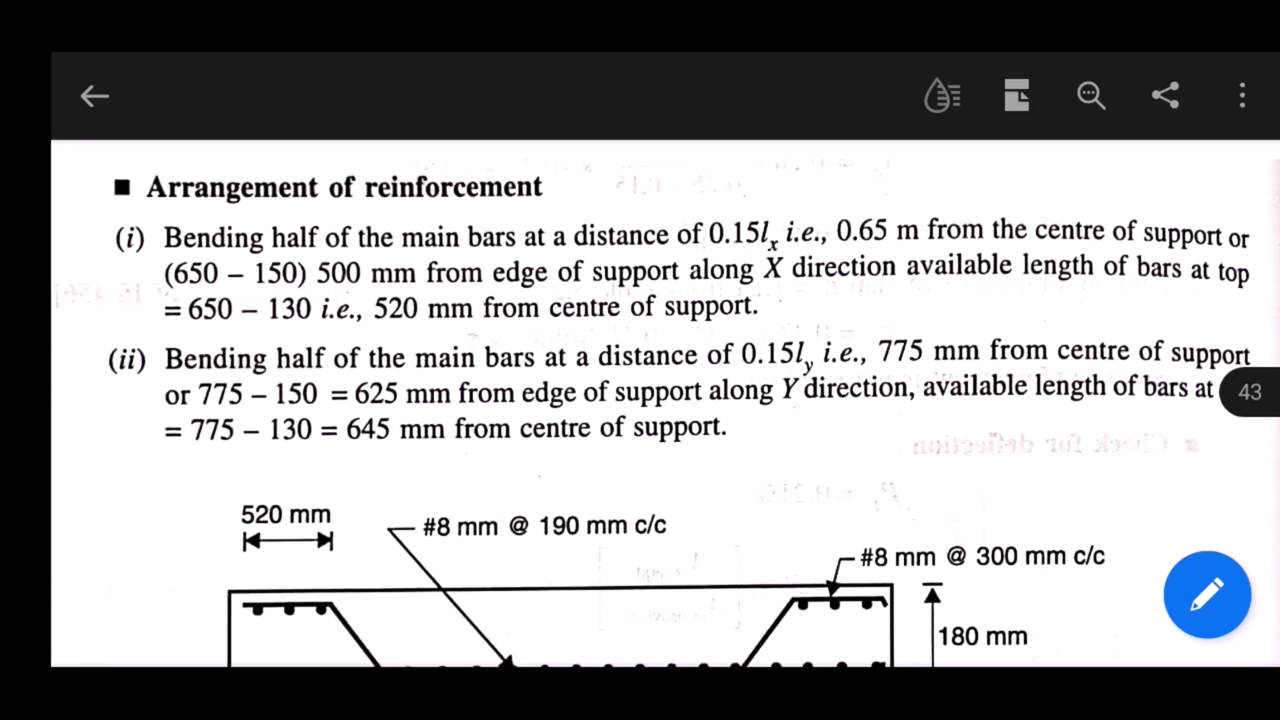 ■ Arrangement of reinforcement
(i) Bending half of the main bars at a distance of 0.15lx i.e., 0.65 m from the centre of support or
(650 – 150) 500 mm from edge of support along X direction available length of bars at top
= 650 – 130 i.e., 520 mm from centre of support.
(ii) Bending half of the main bars at a distance of 0.15ly i.e., 775 mm from centre of support
or 775 – 150 = 625 mm from edge of support along Y direction, available length of bars at
43
= 775 – 130 = 645 mm from centre of support.
520 mm
#8 mm @ 190 mm c/c
#8 mm @ 300 mm c/c
180 mm